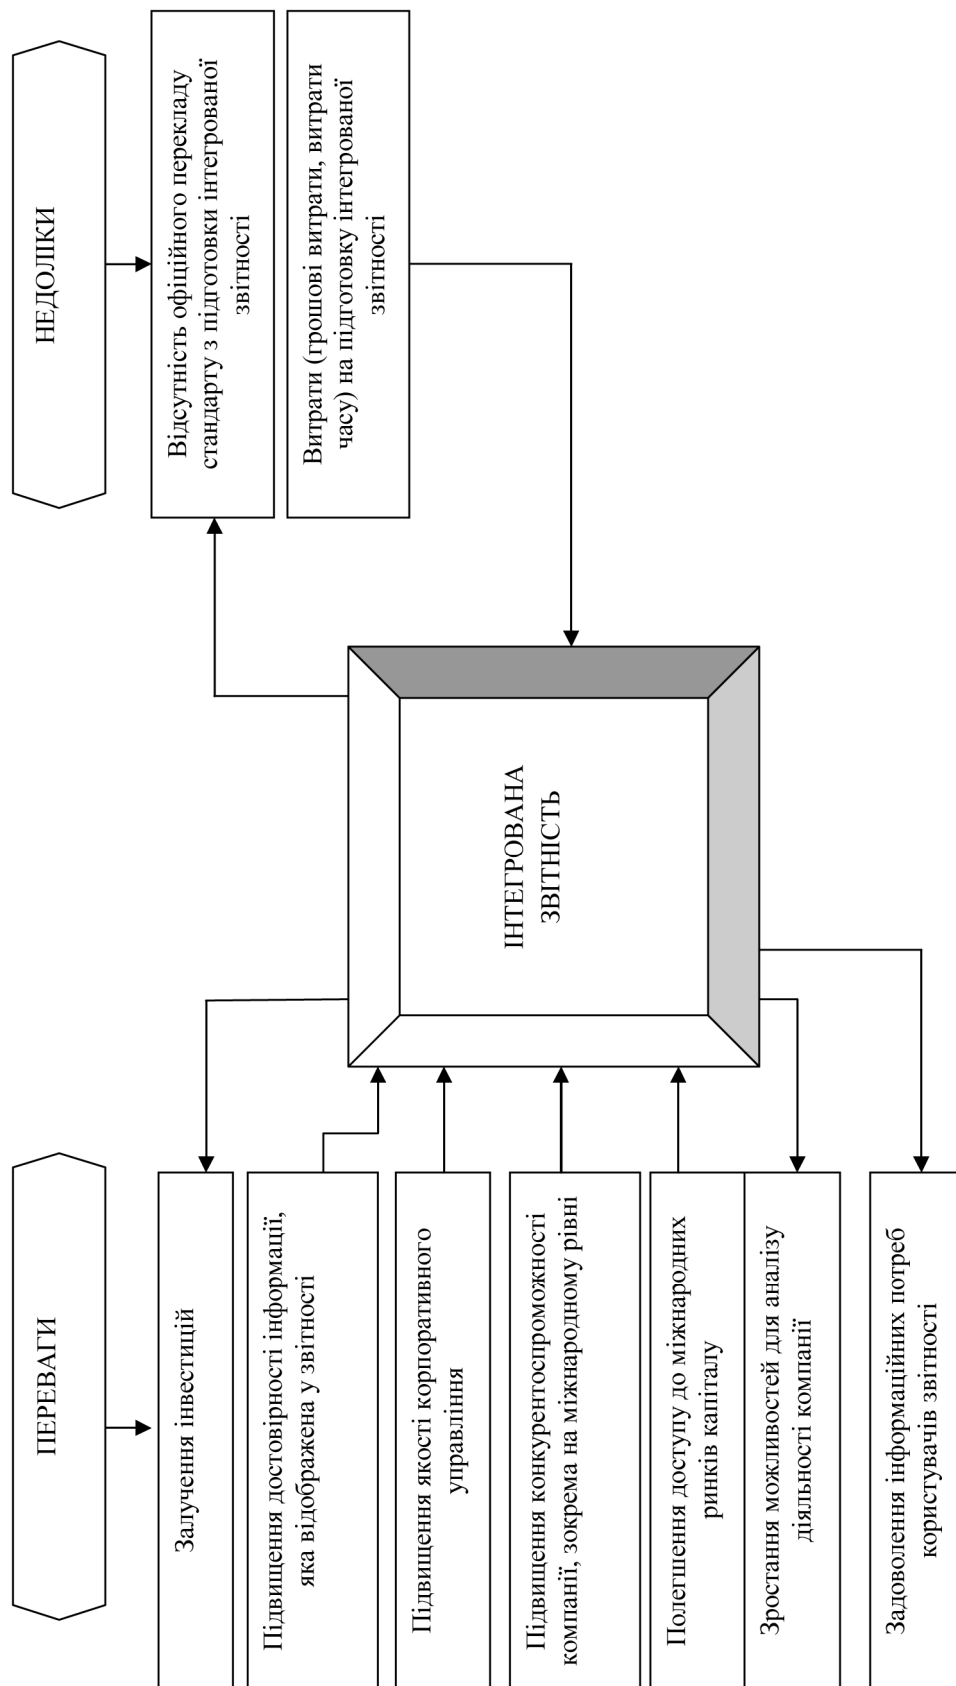 ПЕРЕВАГИ
Залучення інвестицій
Підвищення достовірності інформації,
яка відображена у звітності
Підвищення якості корпоративного
управління
Підвищення конкурентоспроможності
компанії, зокрема на міжнародному рівні
Полегшення доступу до міжнародних
ринків капіталу
Зростання можливостей для аналізу
діяльності компанії
Задоволення інформаційних потреб
користувачів звітності
ІНТЕГРОВАНА
ЗВІТНІСТЬ
НЕДОЛІКИ
Відсутність офіційного перекладу
стандарту з підготовки інтегрованої
звітності
Витрати (грошові витрати, витрати
часу) на підготовку інтегрованої
звітності